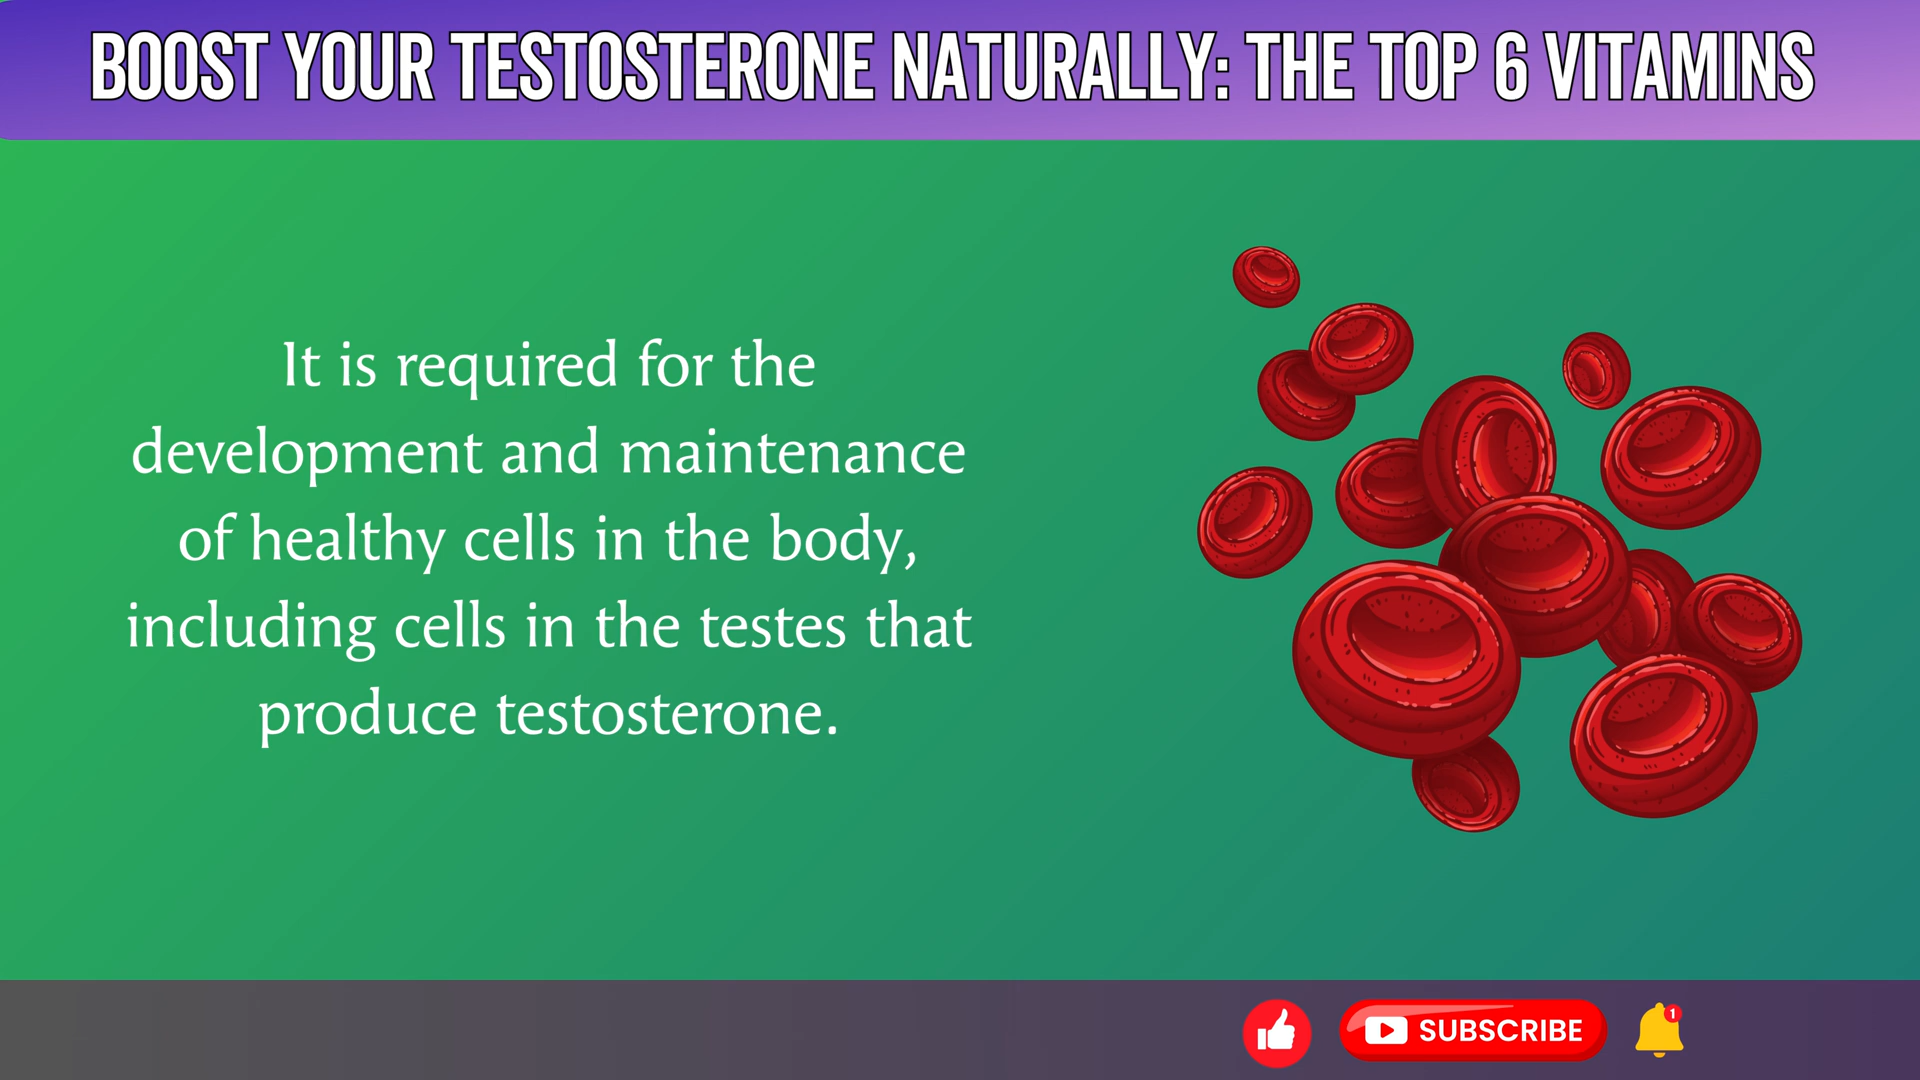 BOOST YOUR TESTOSTERONE NATURALLY: THE TOP 6 VITAMINS
It is required for the
development and maintenance
of healthy cells in the body,
including cells in the testes that
produce testosterone.
SUBSCRIBE
1